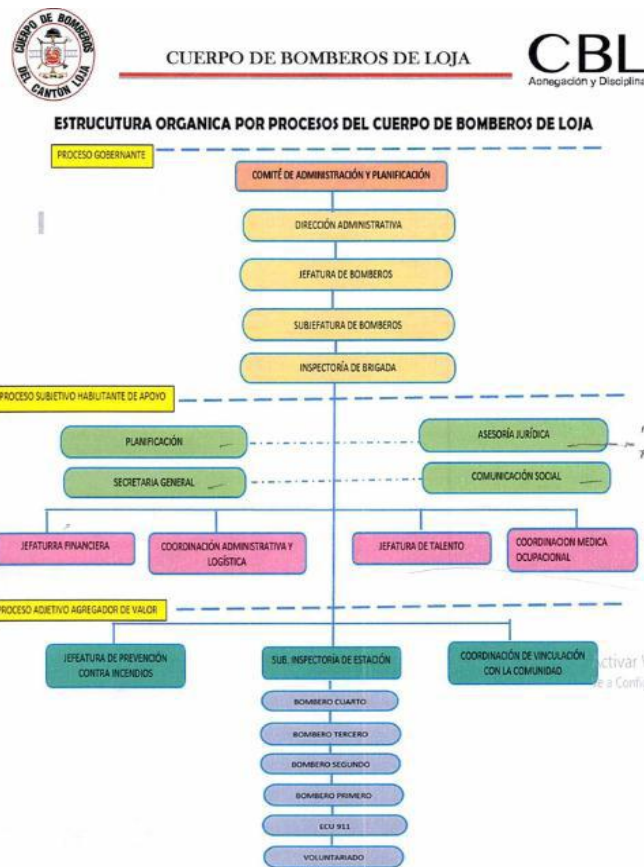 CUERPO DE BOMBEROS
DEL CANTÓN LOJA
CUERPO DE BOMBEROS DE LOJA
CBL
Abnegación y Disciplina
ESTRUCUTURA ORGANICA POR PROCESOS DEL CUERPO DE BOMBEROS DE LOJA
PROCESO GOBERNANTE
COMITÉ DE ADMINISTRACIÓN Y PLANIFICACIÓN
DIRECCIÓN ADMINISTRATIVA
JEFATURA DE BOMBEROS
SUBJEFATURA DE BOMBEROS
INSPECTORÍA DE BRIGADA
PROCESO SUBJETIVO HABILITANTE DE APOYO
PLANIFICACIÓN
ASESORÍA JURÍDICA
SECRETARIA GENERAL
COMUNICACIÓN SOCIAL
JEFATURRA FINANCIERA
COORDINACIÓN ADMINISTRATIVA Y
LOGÍSTICA
JEFATURA DE TALENTO
COORDINACION MEDICA
OCUPACIONAL
PROCESO ADJETIVO AGREGADOR DE VALOR
JEFEATURA DE PREVENCIÓN
CONTRA INCENDIOS
SUB. INSPECTORÍA DE ESTACIÓN
COORDINACIÓN DE VINCULACIÓN
CON LA COMUNIDAD
Activar
BOMBERO CUARTO
BOMBERO TERCERO
BOMBERO SEGUNDO
BOMBERO PRIMERO
ECU 911
VOLUNTARIADO